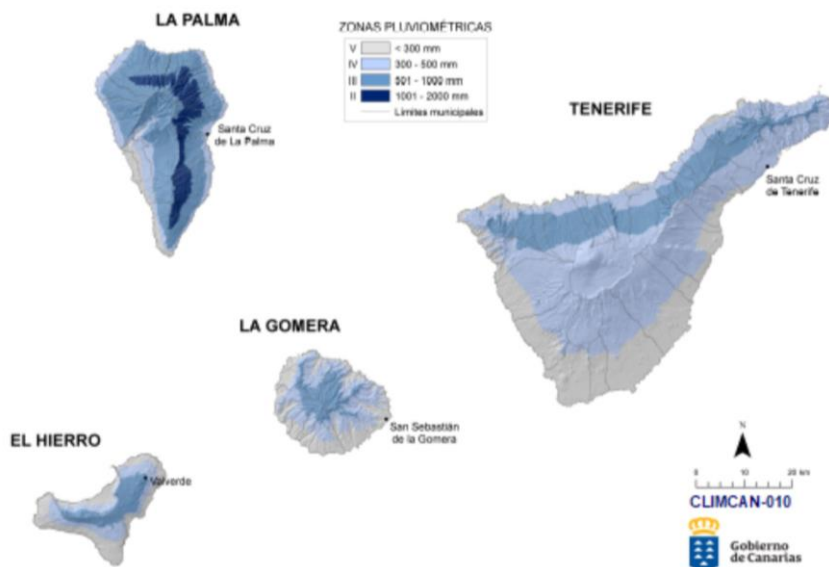 LA PALMA
ZONAS PLUVIOMÉTRICAS
V < 300 mm
IV 300 - 500 mm
III 501 - 1000 mm
II 1001 - 2000 mm
Límites municipales
TENERIFE
Santa Cruz
de La Palma
Santa Cruz
de Tenerife
LA GOMERA
San Sebastián
de la Gomera
EL HIERRO
Valverde
N
0 10 20 km
CLIMCAN-010
Gobierno
de Canarias